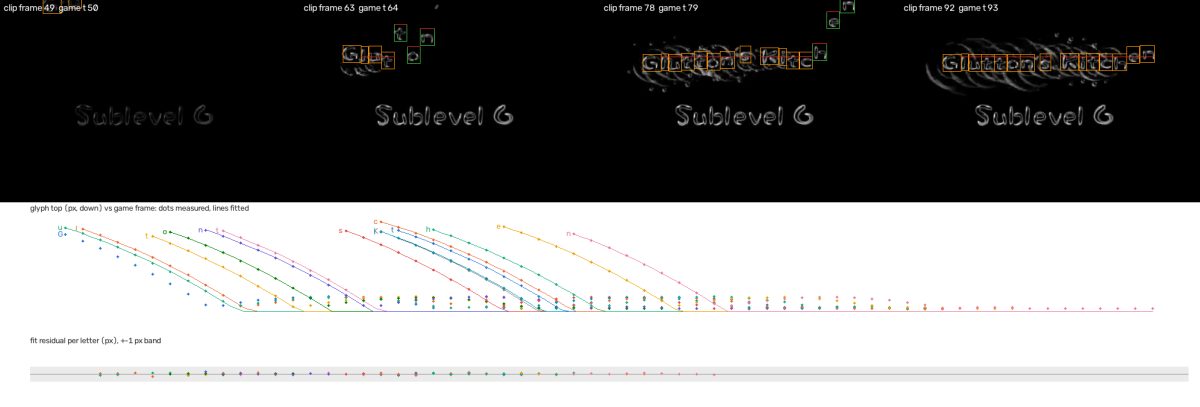 clip frame 49 game t 50
clip frame 63 game t 64
clip frame 78 game t 79
clip frame 92 game t 93
Sublevel 6
Sublevel 6
Sublevel 6
Sublevel 6
Gluttons Kitchen
glyph top (px, down) vs game frame: dots measured, lines fitted
fit residual per letter (px), +-1 px band